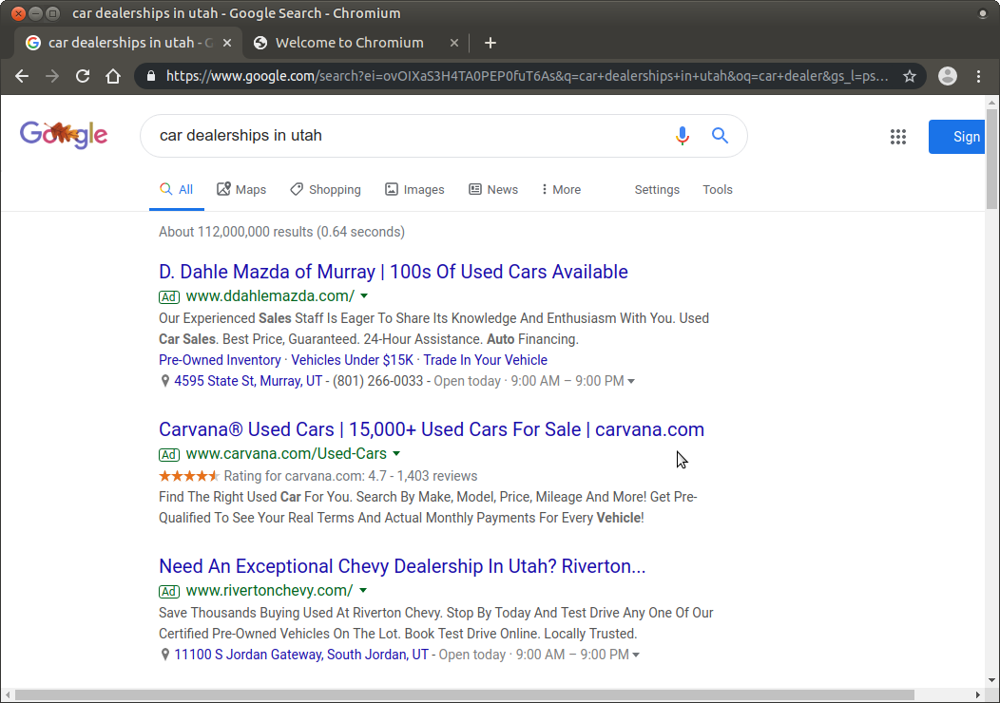 car dealerships in utah - Google Search - Chromium
car dealerships in utah - G
Welcome to Chromium
https://www.google.com/search?ei=ovOIXaS3H4TA0PEP0fuT6As&q=car+dealerships+in+utah&oq=car+dealer&gs_l=ps...
Google
car dealerships in utah
Sign
All Maps Shopping Images News More Settings Tools
About 112,000,000 results (0.64 seconds)
D. Dahle Mazda of Murray | 100s Of Used Cars Available
Ad www.ddahlemazda.com/
Our Experienced Sales Staff Is Eager To Share Its Knowledge And Enthusiasm With You. Used
Car Sales. Best Price, Guaranteed. 24-Hour Assistance. Auto Financing.
Pre-Owned Inventory · Vehicles Under $15K · Trade In Your Vehicle
4595 State St, Murray, UT - (801) 266-0033 - Open today · 9:00 AM – 9:00 PM
Carvana® Used Cars | 15,000+ Used Cars For Sale | carvana.com
Ad www.carvana.com/Used-Cars
Rating for carvana.com: 4.7 - 1,403 reviews
Find The Right Used Car For You. Search By Make, Model, Price, Mileage And More! Get Pre-
Qualified To See Your Real Terms And Actual Monthly Payments For Every Vehicle!
Need An Exceptional Chevy Dealership In Utah? Riverton...
Ad www.rivertonchevy.com/
Save Thousands Buying Used At Riverton Chevy. Stop By Today And Test Drive Any One Of Our
Certified Pre-Owned Vehicles On The Lot. Book Test Drive Online. Locally Trusted.
11100 S Jordan Gateway, South Jordan, UT - Open today · 9:00 AM – 9:00 PM